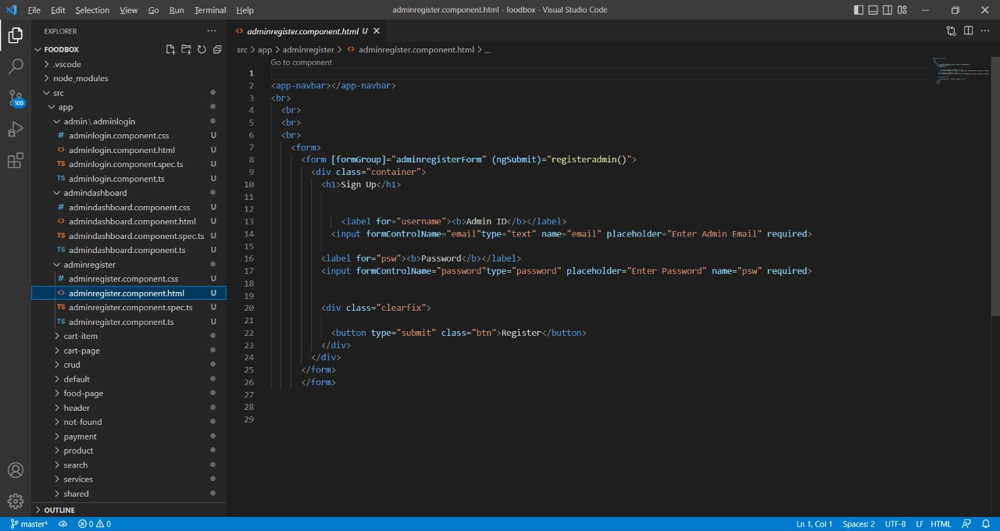 File Edit Selection View Go Run Terminal Help
adminregister.component.html - foodbox - Visual Studio Code
EXPLORER
FOODBOX
.vscode
node_modules
src
app
admin\adminlogin
adminlogin.component.css U
adminlogin.component.html U
TS adminlogin.component.spec.ts U
TS adminlogin.component.ts U
admindashboard
admindashboard.component.css U
admindashboard.component.html U
TS admindashboard.component.spec.ts U
TS admindashboard.component.ts U
adminregister
adminregister.component.css U
adminregister.component.html U
TS adminregister.component.spec.ts U
TS adminregister.component.ts U
cart-item
cart-page
crud
default
food-page
header
not-found
payment
product
search
services
shared
OUTLINE
100
adminregister.component.html U
src > app > adminregister > adminregister.component.html > ...
Go to component
1
2 <app-navbar></app-navbar>
3 <br>
4 <br>
5 <br>
6 <br>
7 <form>
8 <form [formGroup]="adminregisterForm" (ngSubmit)="registeradmin()">
9 <div class="container">
10 <h1>Sign Up</h1>
11
12
13 <label for="username"><b>Admin ID</b></label>
14 <input formControlName="email"type="text" name="email" placeholder="Enter Admin Email" required>
15
16 <label for="psw"><b>Password</b></label>
17 <input formControlName="password"type="password" placeholder="Enter Password" name="psw" required>
18
19
20 <div class="clearfix">
21
22 <button type="submit" class="btn">Register</button>
23 </div>
24 </div>
25 </form>
26 </form>
27
28
29
master* 0 0 Ln 1, Col 1 Spaces: 2 UTF-8 LF HTML